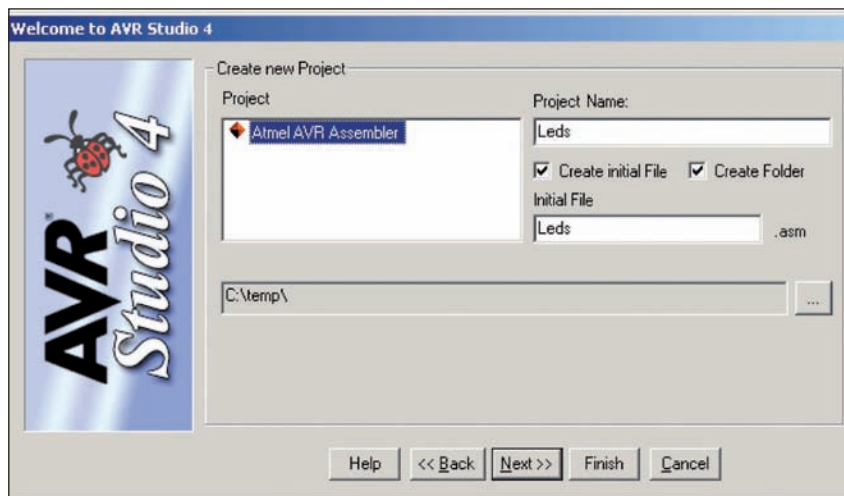 Welcome to AVR Studio 4
Create new Project
Project
Atmel AVR Assembler
Project Name:
Leds
Create initial File
Create Folder
Initial File
Leds
.asm
C:\temp\
...
AVR
Studio 4
Help
<< Back
Next >>
Finish
Cancel